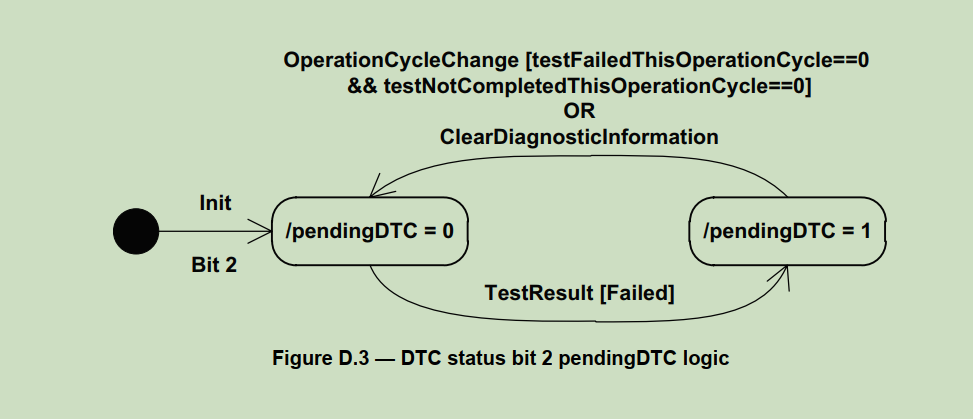 OperationCycleChange [testFailedThisOperationCycle==0
&& testNotCompletedThisOperationCycle==0]
OR
ClearDiagnosticInformation
Init
/pendingDTC = 0
/pendingDTC = 1
Bit 2
TestResult [Failed]
Figure D.3 — DTC status bit 2 pendingDTC logic